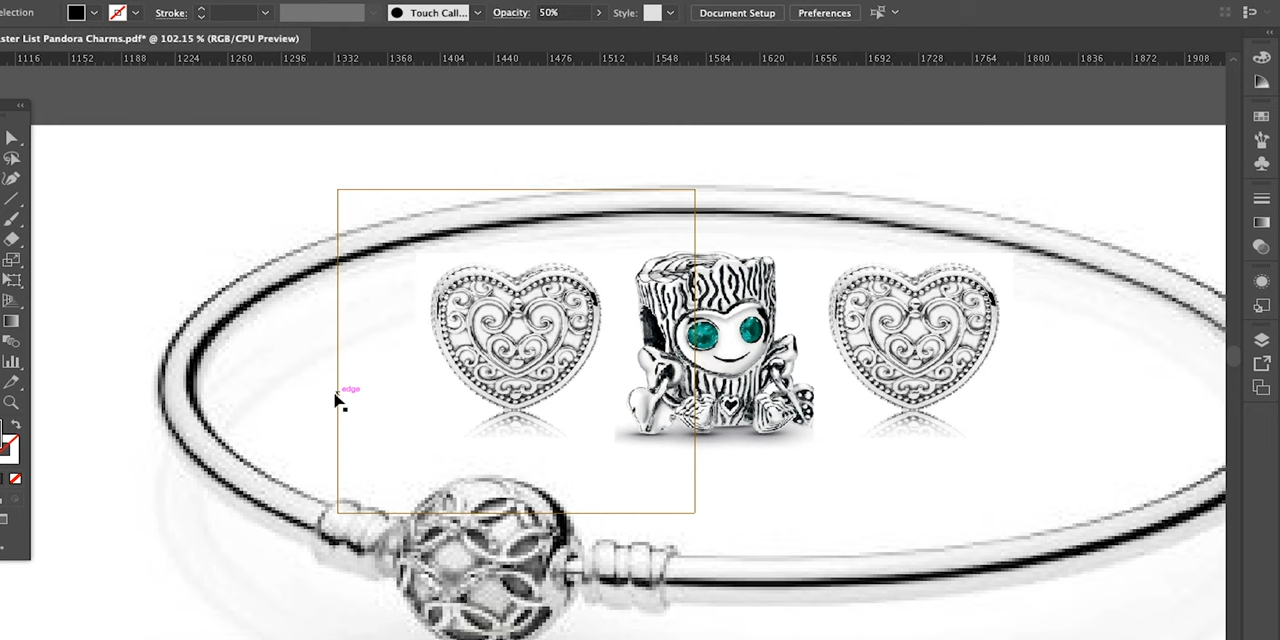 election
Stroke:
Touch Call...
Opacity: 50%
Style:
Document Setup
Preferences
aster List Pandora Charms.pdf* @ 102.15 % (RGB/CPU Preview)
1116 1152 1188 1224 1260 1296 1332 1368 1404 1440 1476 1512 1548 1584 1620 1656 1692 1728 1764 1800 1836 1872 1908
edge